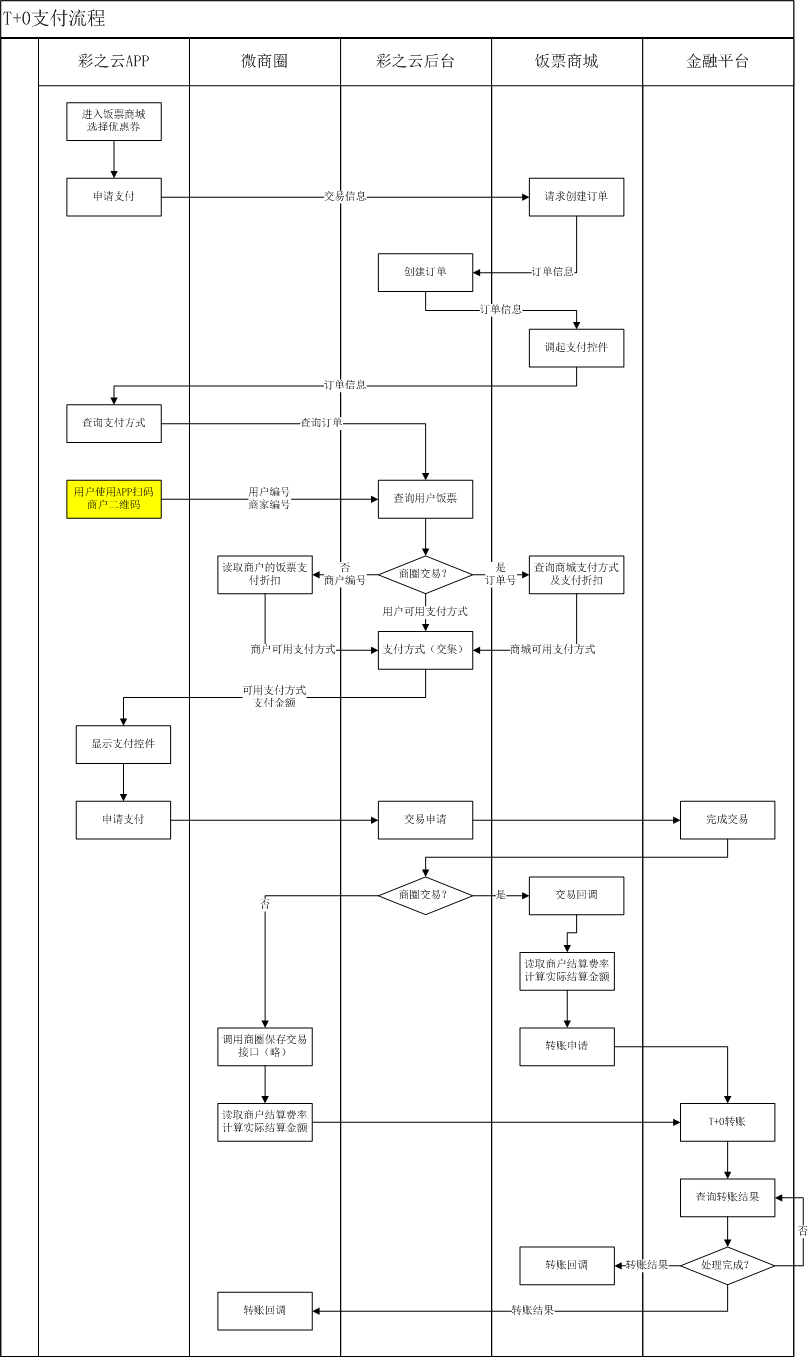 T+0支付流程
彩之云APP
微商圈
彩之云后台
饭票商城
金融平台
进入饭票商城
选择优惠券
申请支付
交易信息
请求创建订单
创建订单
订单信息
订单信息
调起支付控件
订单信息
查询支付方式
查询订单
用户使用APP扫码
商户二维码
用户编号
商家编号
查询用户饭票
读取商户的饭票支
付折扣
否
商户编号
商圈交易?
是
订单号
查询商城支付方式
及支付折扣
用户可用支付方式
商户可用支付方式
支付方式（交集）
商城可用支付方式
可用支付方式
支付金额
显示支付控件
申请支付
交易申请
完成交易
否
商圈交易?
是
交易回调
读取商户结算费率
计算实际结算金额
调用商圈保存交易
接口（略）
转账申请
读取商户结算费率
计算实际结算金额
T+0转账
查询转账结果
否
转账回调
转账结果
处理完成?
转账回调
转账结果